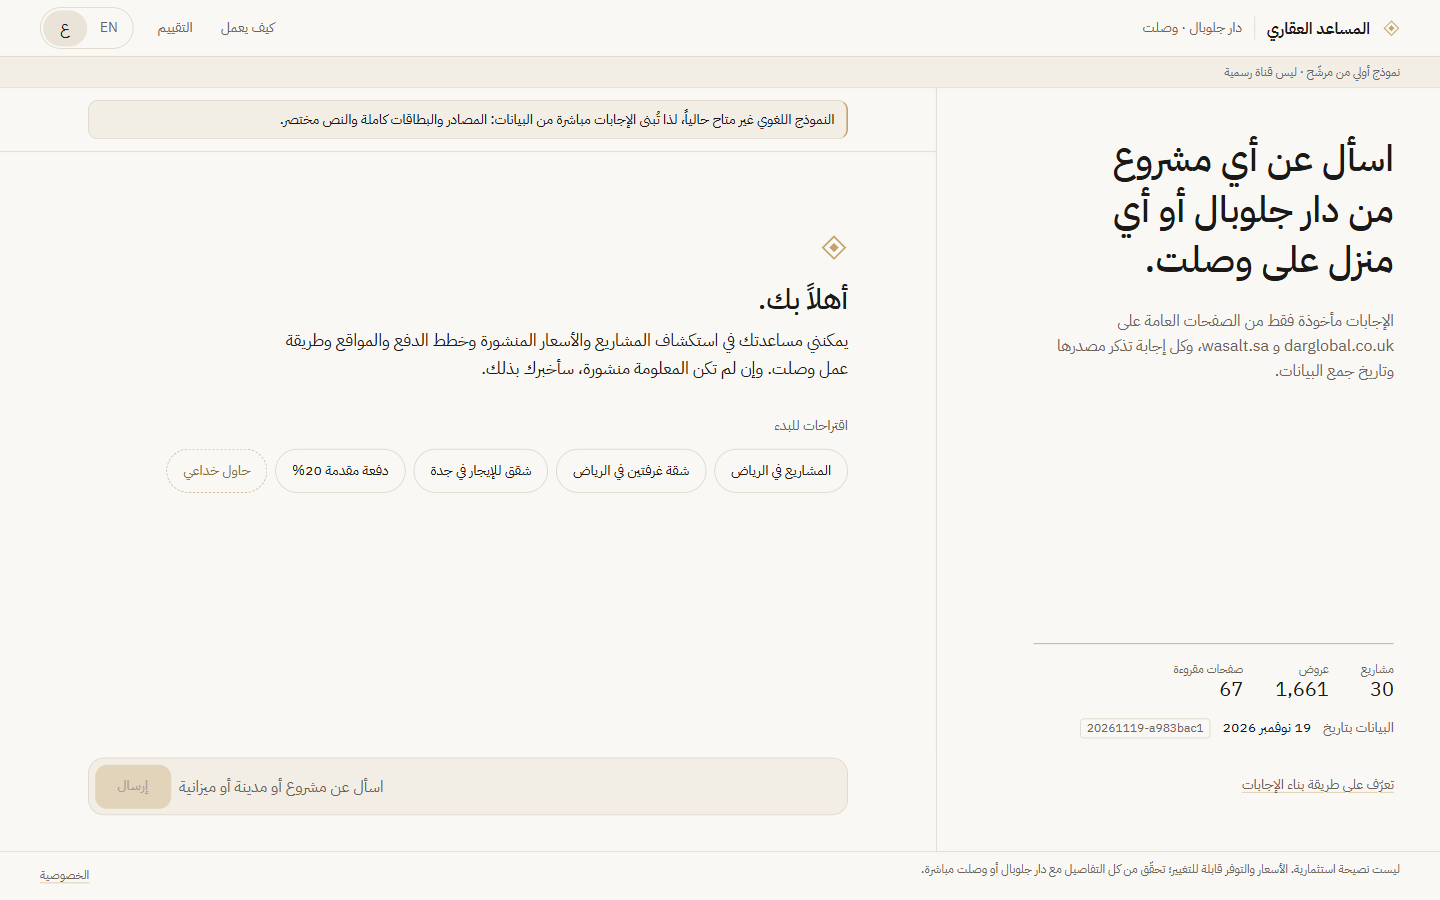 المساعد العقاري
دار جلوبال · وصلت
كيف يعمل
التقييم
EN
ع
نموذج أولي من مرشّح · ليس قناة رسمية
اسأل عن أي مشروع
من دار جلوبال أو أي
منزل على وصلت.
الإجابات مأخوذة فقط من الصفحات العامة على
darglobal.co.uk و wasalt.sa، وكل إجابة تذكر مصدرها
وتاريخ جمع البيانات.
مشاريع
30
عروض
1,661
صفحات مقروءة
67
البيانات بتاريخ 19 نوفمبر 2026 20261119-a983bac1
تعرّف على طريقة بناء الإجابات
النموذج اللغوي غير متاح حالياً، لذا تُبنى الإجابات مباشرة من البيانات: المصادر والبطاقات كاملة والنص مختصر.
أهلاً بك.
يمكنني مساعدتك في استكشاف المشاريع والأسعار المنشورة وخطط الدفع والمواقع وطريقة
عمل وصلت. وإن لم تكن المعلومة منشورة، سأخبرك بذلك.
اقتراحات للبدء
المشاريع في الرياض
شقة غرفتين في الرياض
شقق للإيجار في جدة
دفعة مقدمة 20%
حاول خداعي
اسأل عن مشروع أو مدينة أو ميزانية
إرسال
ليست نصيحة استثمارية. الأسعار والتوفر قابلة للتغيير؛ تحقّق من كل التفاصيل مع دار جلوبال أو وصلت مباشرة.
الخصوصية